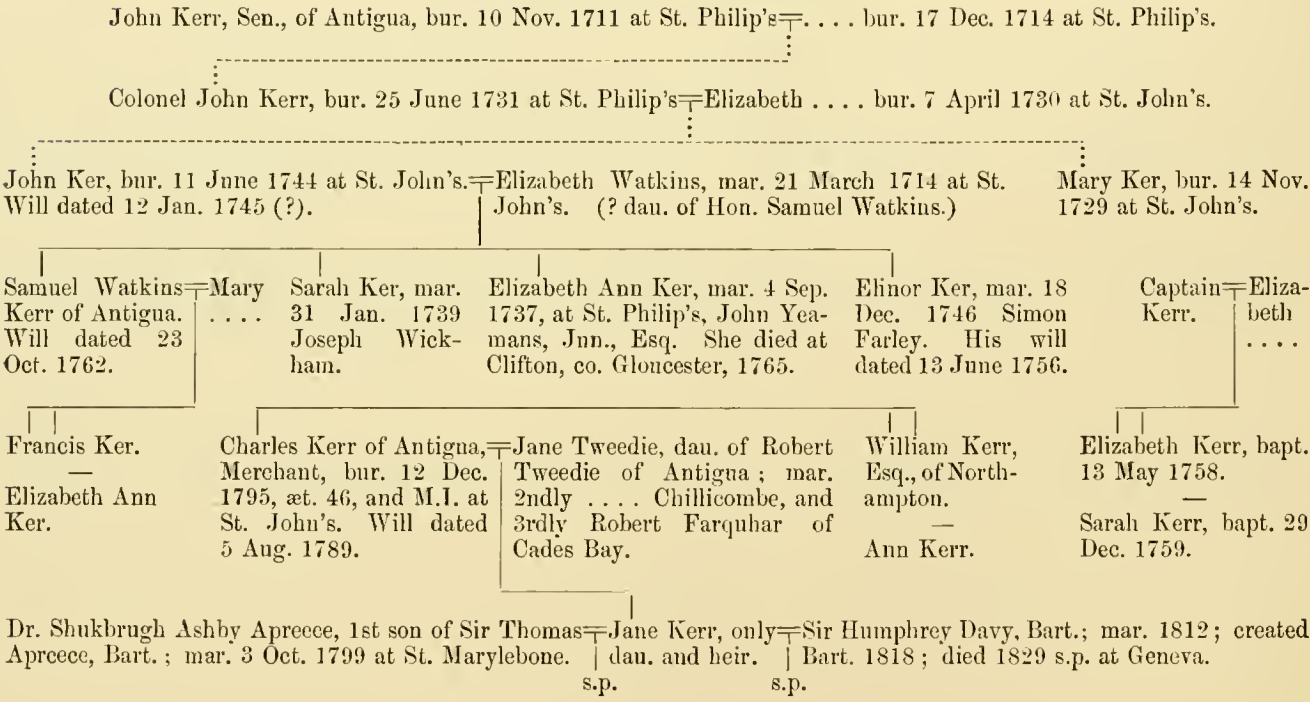 John Kerr, Sen., of Antigua, bur. 10 Nov. 1711 at St. Philip's=.... bur. 17 Dec. 1714 at St. Philip's.
Colonel John Kerr, bur. 25 June 1731 at St. Philip's=Elizabeth .... bur. 7 April 1730 at St. John's.
John Ker, bur. 11 June 1744 at St. John's.=
Will dated 12 Jan. 1745 (?).
Elizabeth Watkins, mar. 21 March 1714 at St.
John's. (? dau. of Hon. Samuel Watkins.)
Mary Ker, bur. 14 Nov.
1729 at St. John's.
Samuel Watkins=
Kerr of Antigua.
Will dated 23
Oct. 1762.
Mary
....
Sarah Ker, mar.
31 Jan. 1739
Joseph Wick-
ham.
Elizabeth Ann Ker, mar. 4 Sep.
1737, at St. Philip's, John Yea-
mans, Jun., Esq. She died at
Clifton, co. Gloucester, 1765.
Elinor Ker, mar. 18
Dec. 1746 Simon
Farley. His will
dated 13 June 1756.
Captain=
Kerr.
Eliza-
beth
....
Francis Ker.
—
Elizabeth Ann
Ker.
Charles Kerr of Antigua,=
Merchant, bur. 12 Dec.
1795, æt. 46, and M.I. at
St. John's. Will dated
5 Aug. 1789.
Jane Tweedie, dau. of Robert
Tweedie of Antigua; mar.
2ndly .... Chillicombe, and
3rdly Robert Farquhar of
Cades Bay.
William Kerr,
Esq., of North-
ampton.
—
Ann Kerr.
Elizabeth Kerr, bapt.
13 May 1758.
—
Sarah Kerr, bapt. 29
Dec. 1759.
Dr. Shukbrugh Ashby Apreece, 1st son of Sir Thomas=
Apreece, Bart.; mar. 3 Oct. 1799 at St. Marylebone.
Jane Kerr, only=
dau. and heir.
Sir Humphrey Davy, Bart.; mar. 1812; created
Bart. 1818; died 1829 s.p. at Geneva.
s.p. s.p.